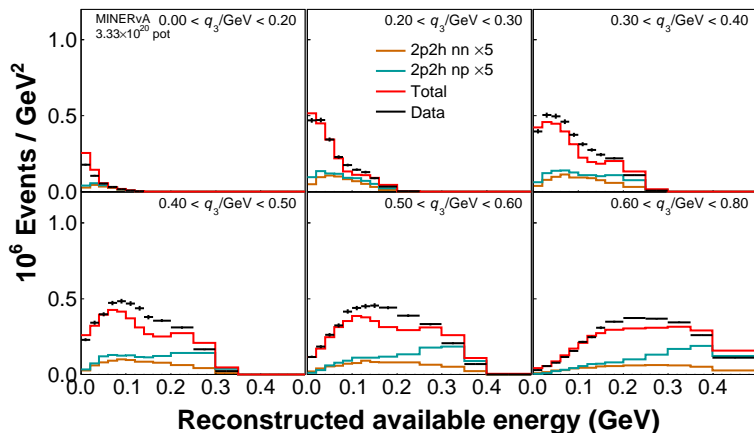 MINERvA 0.00 < q₃/GeV < 0.20
3.33×10²⁰ pot
0.20 < q₃/GeV < 0.30
0.30 < q₃/GeV < 0.40
2p2h nn ×5
2p2h np ×5
Total
Data
1.0
0.5
0.0
0.40 < q₃/GeV < 0.50
0.50 < q₃/GeV < 0.60
0.60 < q₃/GeV < 0.80
1.0
0.5
0.0
0.0 0.1 0.2 0.3 0.4 0.0 0.1 0.2 0.3 0.4 0.0 0.1 0.2 0.3 0.4
10⁶ Events / GeV²
Reconstructed available energy (GeV)